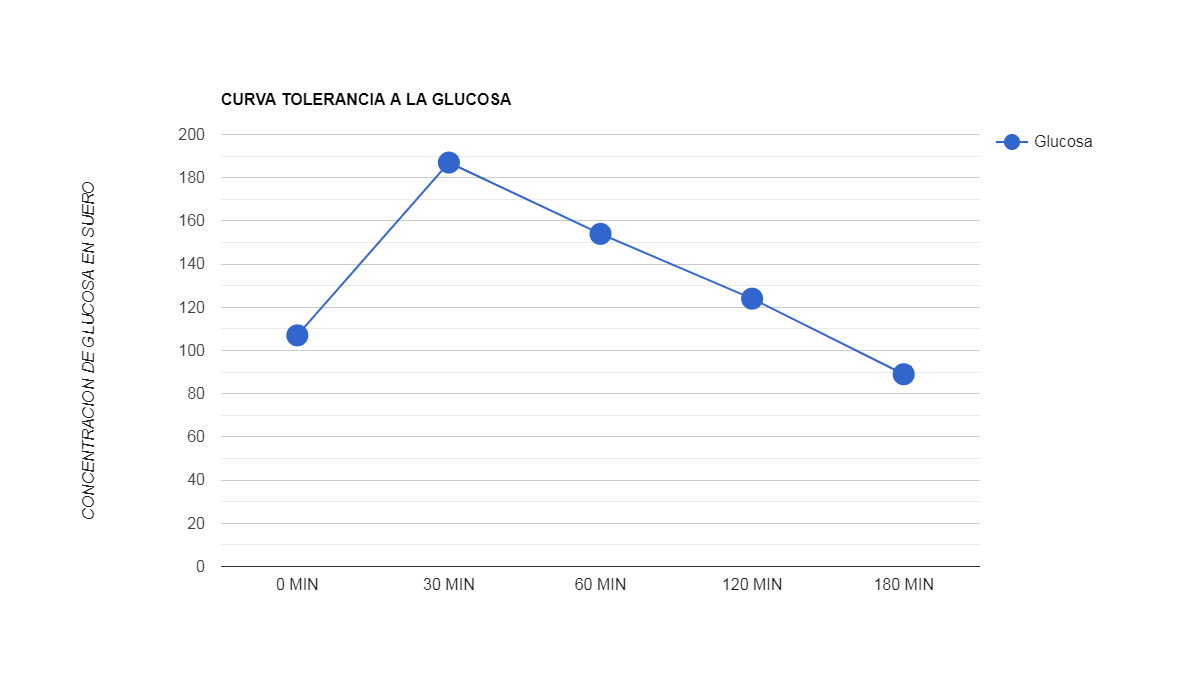 CURVA TOLERANCIA A LA GLUCOSA
Glucosa
CONCENTRACION DE GLUCOSA EN SUERO
200
180
160
140
120
100
80
60
40
20
0
0 MIN 30 MIN 60 MIN 120 MIN 180 MIN